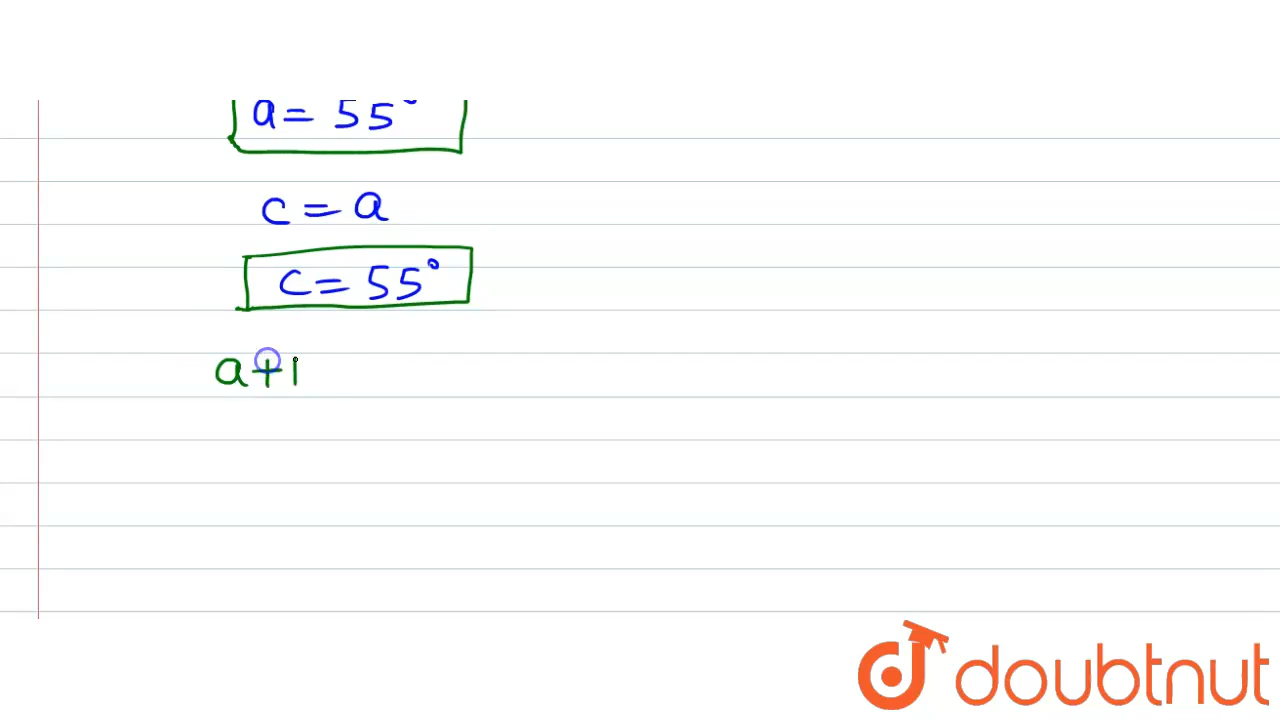 a = 55°
c = a
c = 55°
a +
doubtnut